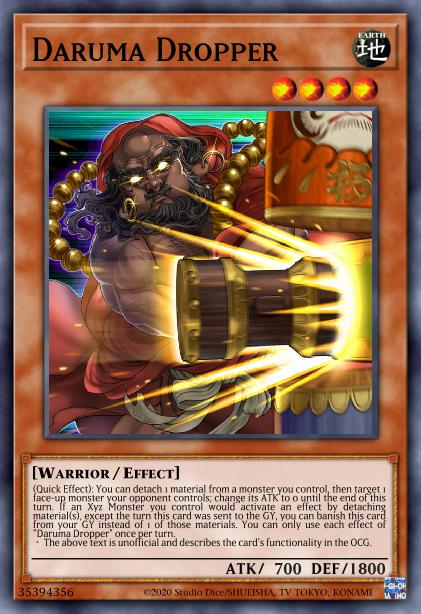 DARUMA DROPPER
EARTH
地
福
[WARRIOR / EFFECT]
(Quick Effect): You can detach 1 material from a monster you control, then target 1
face-up monster your opponent controls; change its ATK to 0 until the end of this
turn. If an Xyz Monster you control would activate an effect by detaching
material(s), except the turn this card was sent to the GY, you can banish this card
from your GY instead of 1 of those materials. You can only use each effect of
"Daruma Dropper" once per turn.
· The above text is unofficial and describes the card's functionality in the OCG.
ATK/ 700 DEF/1800
35394356
©2020 Studio Dice/SHUEISHA, TV TOKYO, KONAMI